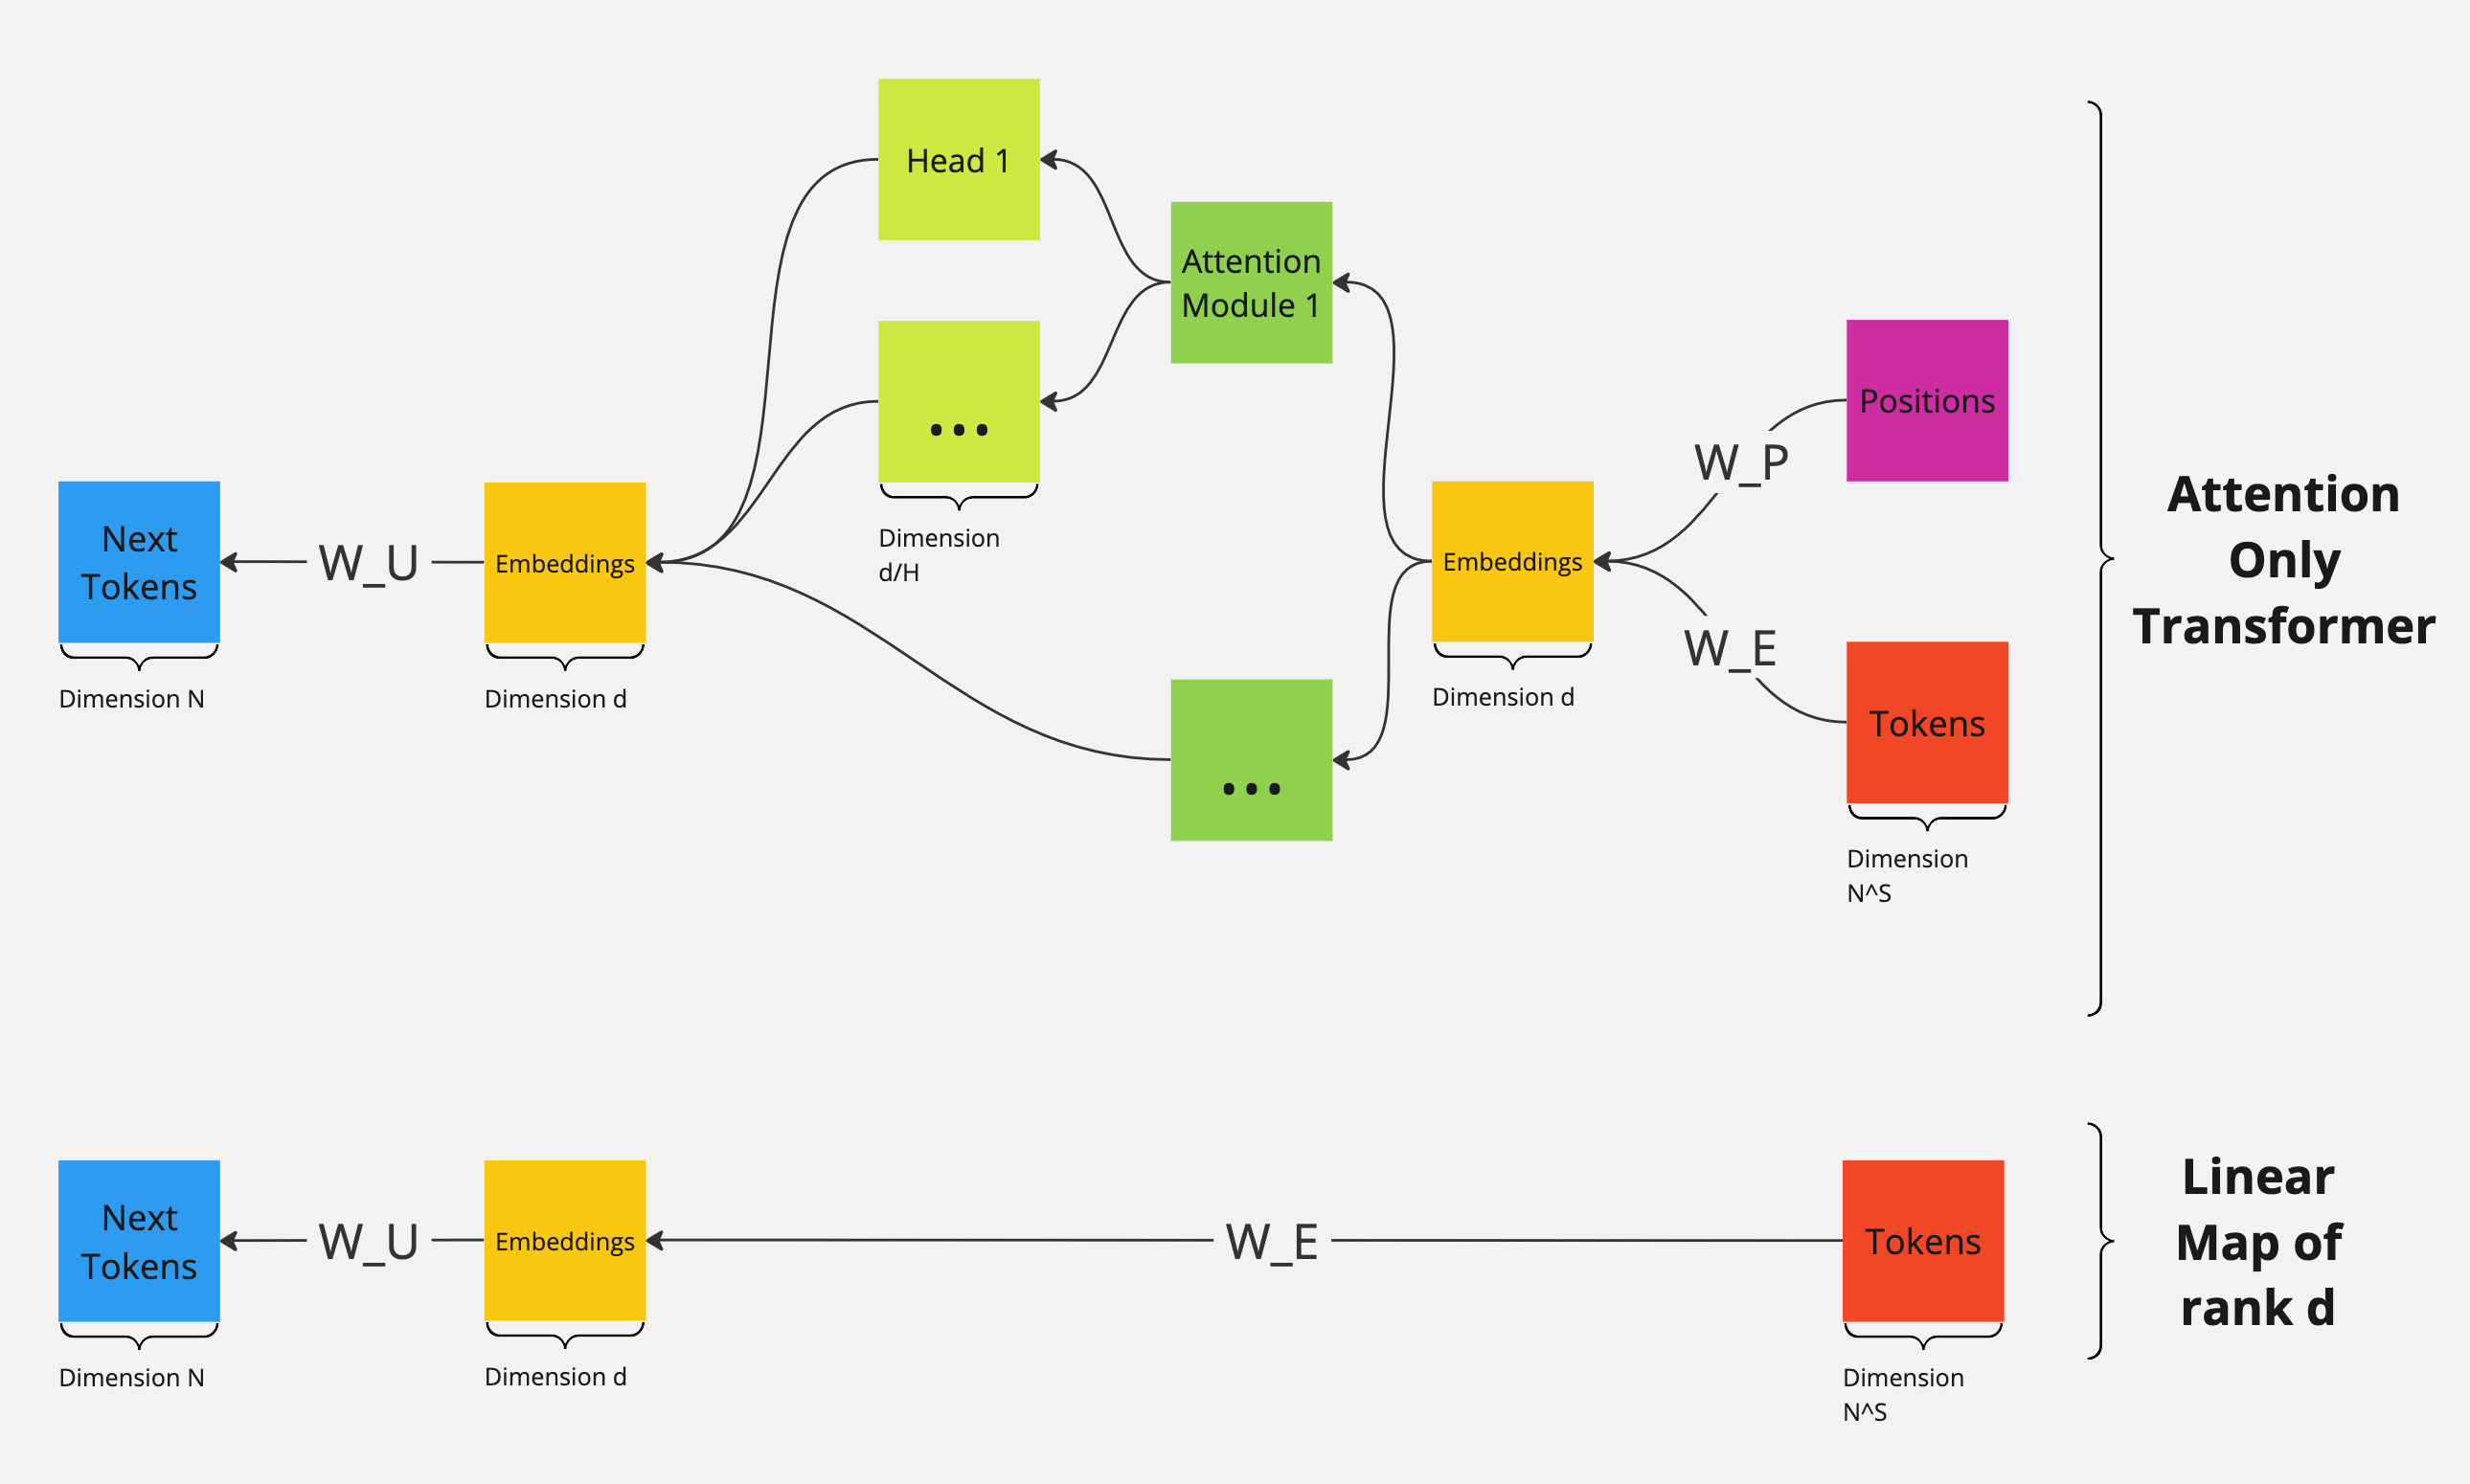 Head 1
Attention
Module 1
...
Dimension
d/H
Positions
W_P
Next
Tokens
Dimension N
W_U
Embeddings
Dimension d
Embeddings
Dimension d
W_E
Tokens
Dimension
N^S
...
Attention
Only
Transformer
Next
Tokens
Dimension N
W_U
Embeddings
Dimension d
W_E
Tokens
Dimension
N^S
Linear
Map of
rank d